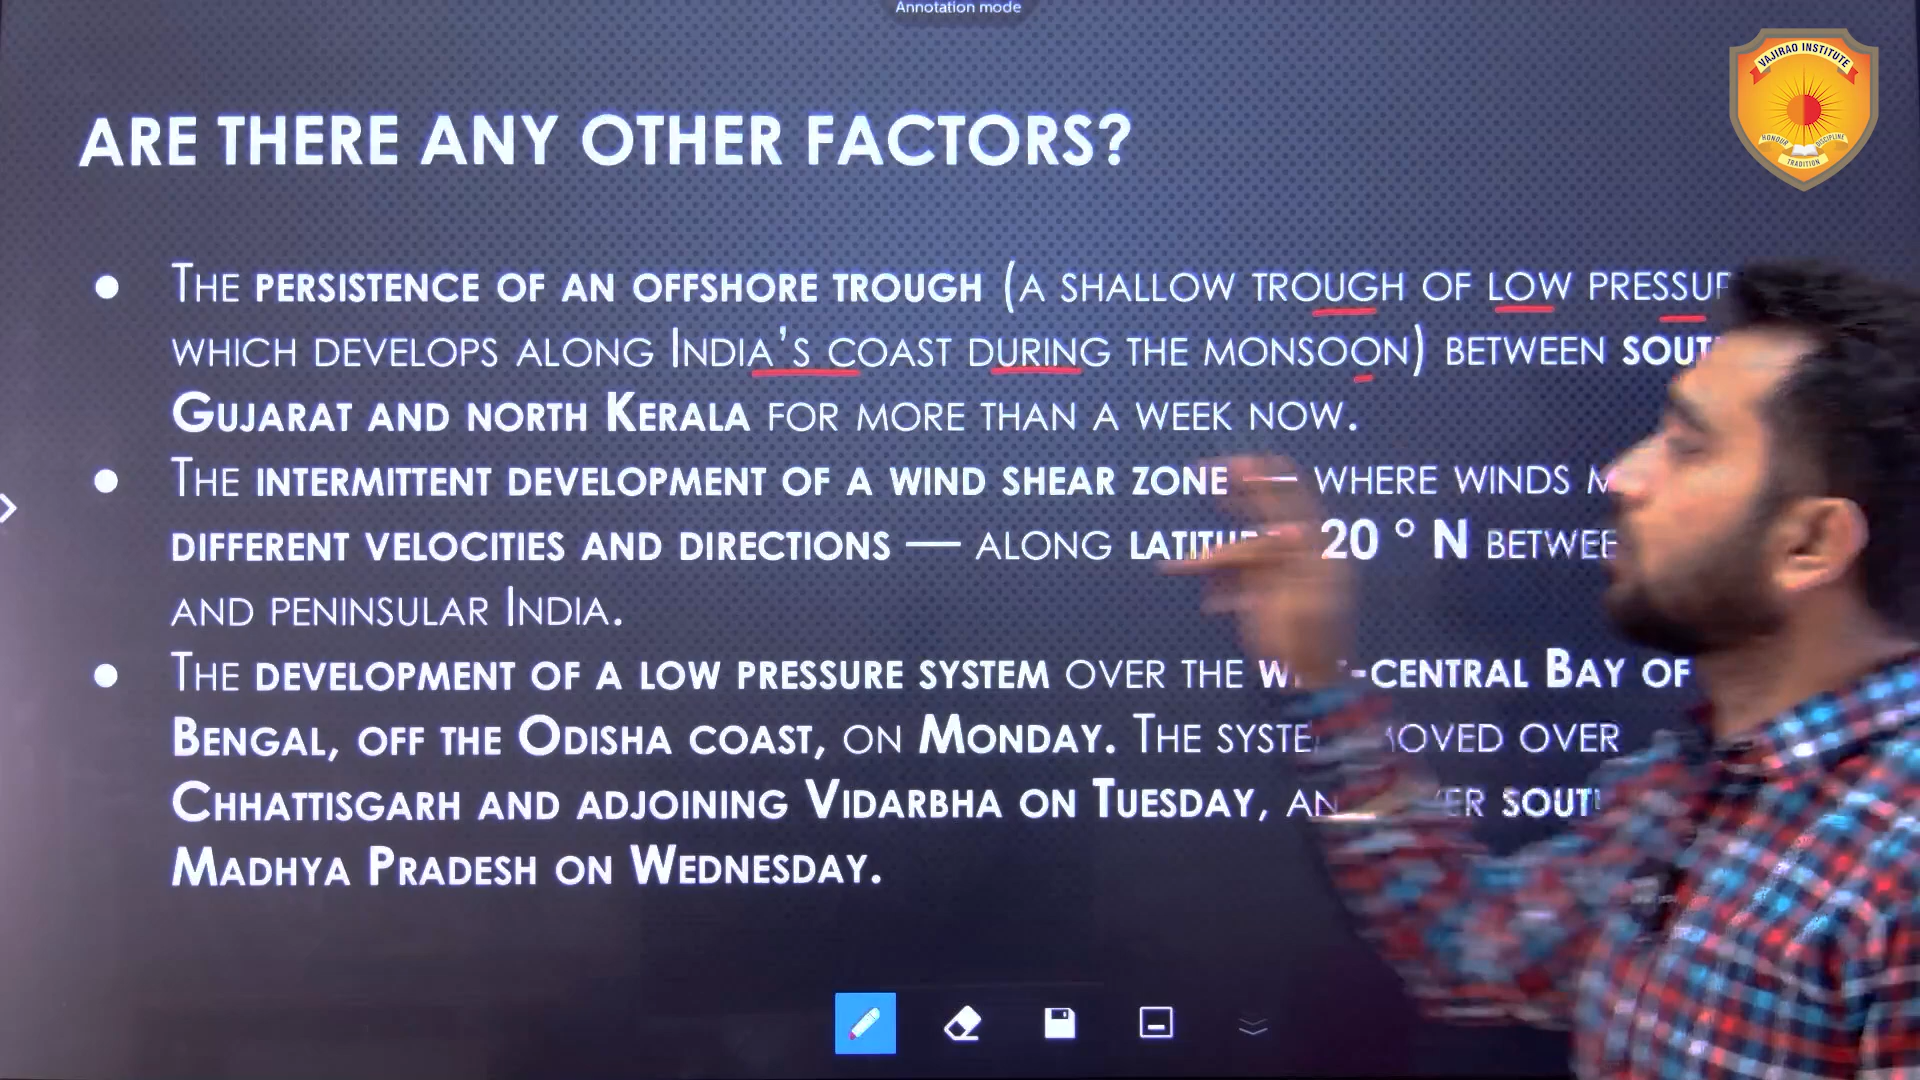 Annotation mode
VAJIRAO INSTITUTE
HONOUR DISCIPLINE
TRADITION
ARE THERE ANY OTHER FACTORS?
● THE PERSISTENCE OF AN OFFSHORE TROUGH (A SHALLOW TROUGH OF LOW
WHICH DEVELOPS ALONG INDIA'S COAST DURING THE MONSOON) BETWEEN
GUJARAT AND NORTH KERALA FOR MORE THAN A WEEK NOW.
● THE INTERMITTENT DEVELOPMENT OF A WIND SHEAR ZONE — WHERE WINDS
DIFFERENT VELOCITIES AND DIRECTIONS — ALONG 20 ° N
AND PENINSULAR INDIA.
● THE DEVELOPMENT OF A LOW PRESSURE SYSTEM OVER THE -CENTRAL BAY OF
BENGAL, OFF THE ODISHA COAST, ON MONDAY. THE OVER
CHHATTISGARH AND ADJOINING VIDARBHA ON TUESDAY,
MADHYA PRADESH ON WEDNESDAY.